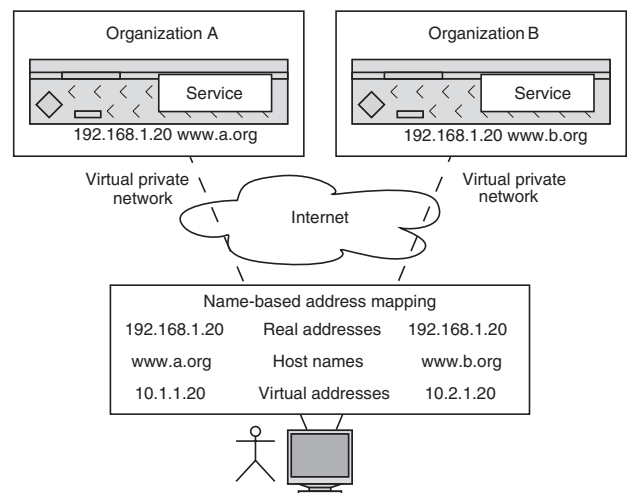 Organization A
Service
192.168.1.20 www.a.org
Organization B
Service
192.168.1.20 www.b.org
Virtual private
network
Internet
Virtual private
network
Name-based address mapping
192.168.1.20 Real addresses 192.168.1.20
www.a.org Host names www.b.org
10.1.1.20 Virtual addresses 10.2.1.20